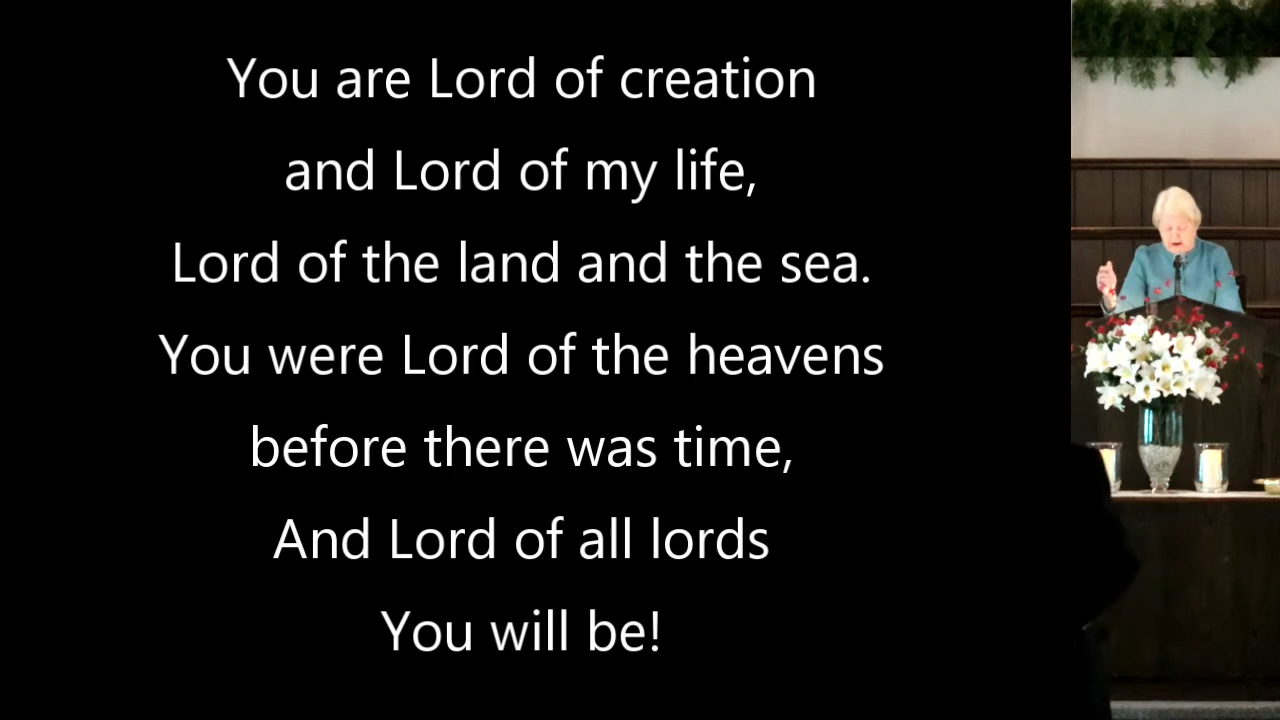 You are Lord of creation
and Lord of my life,
Lord of the land and the sea.
You were Lord of the heavens
before there was time,
And Lord of all lords
You will be!